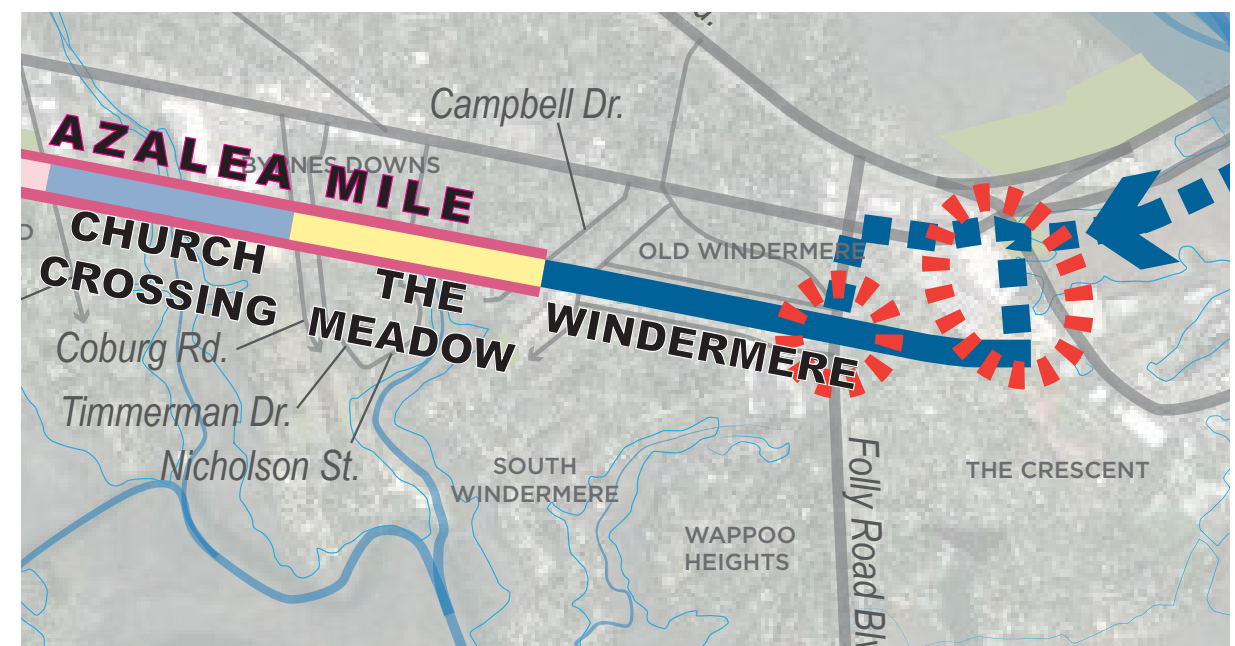 Campbell Dr.
AZALEA MILE
BYRNES DOWNS
CHURCH
CROSSING
OLD WINDERMERE
THE
MEADOW
WINDERMERE
Coburg Rd.
Timmerman Dr.
Nicholson St.
SOUTH
WINDERMERE
Folly Road Blv
THE CRESCENT
WAPPOO
HEIGHTS